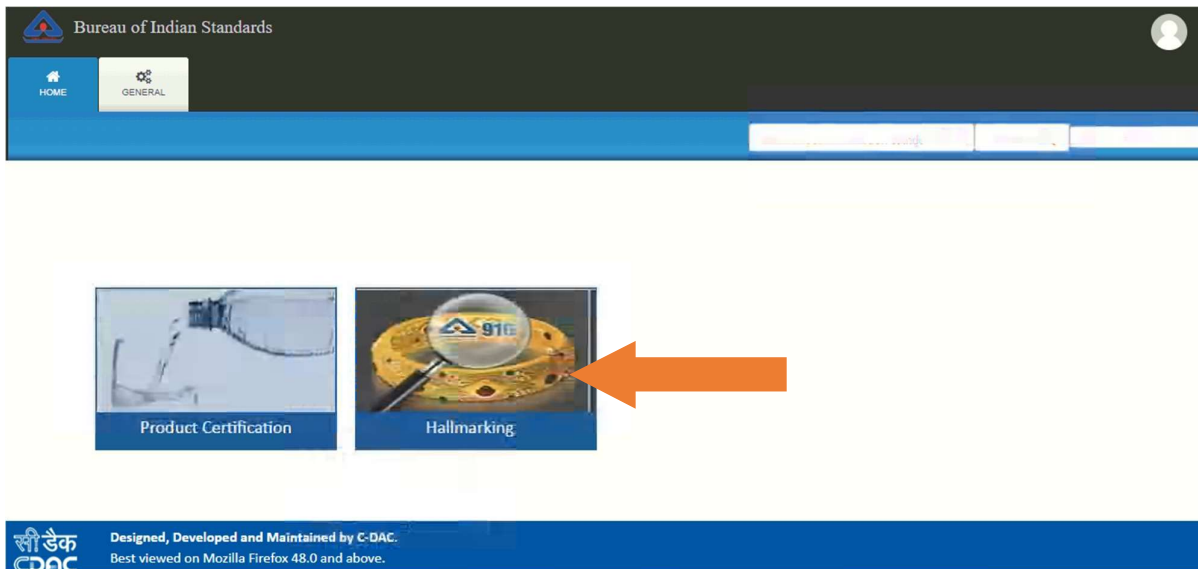 Bureau of Indian Standards
HOME
GENERAL
916
Product Certification
Hallmarking
सी डैक
CDAC
Designed, Developed and Maintained by C-DAC.
Best viewed on Mozilla Firefox 48.0 and above.